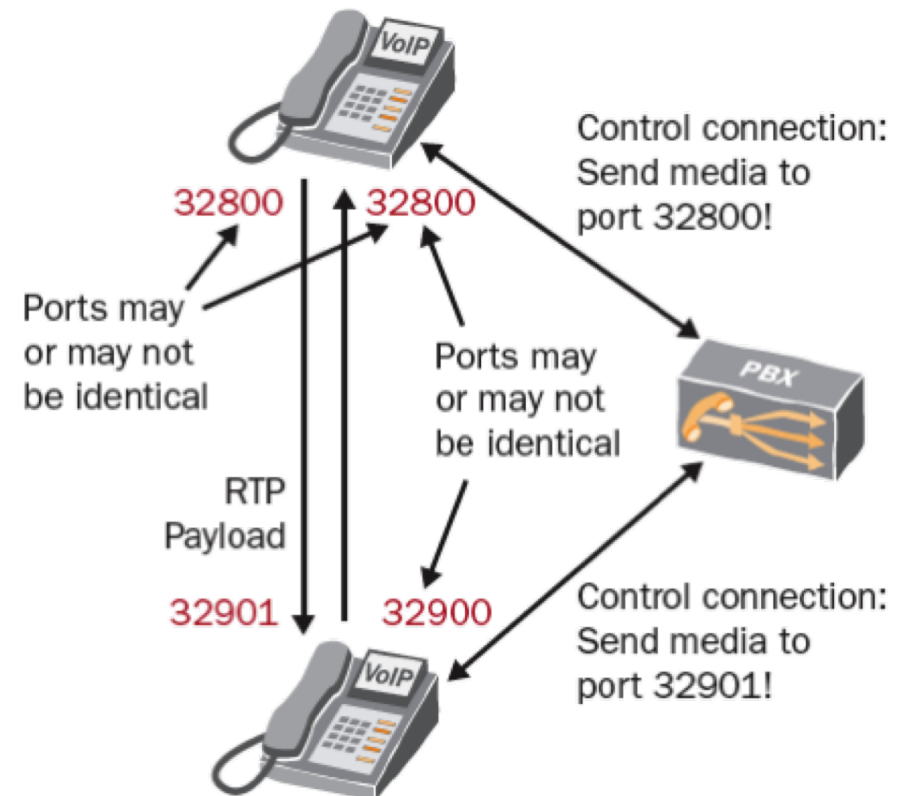 VoIP
Control connection:
Send media to
port 32800!
32800
32800
Ports may
or may not
be identical
Ports may
or may not
be identical
PBX
RTP
Payload
32901
32900
Control connection:
Send media to
port 32901!
VoIP